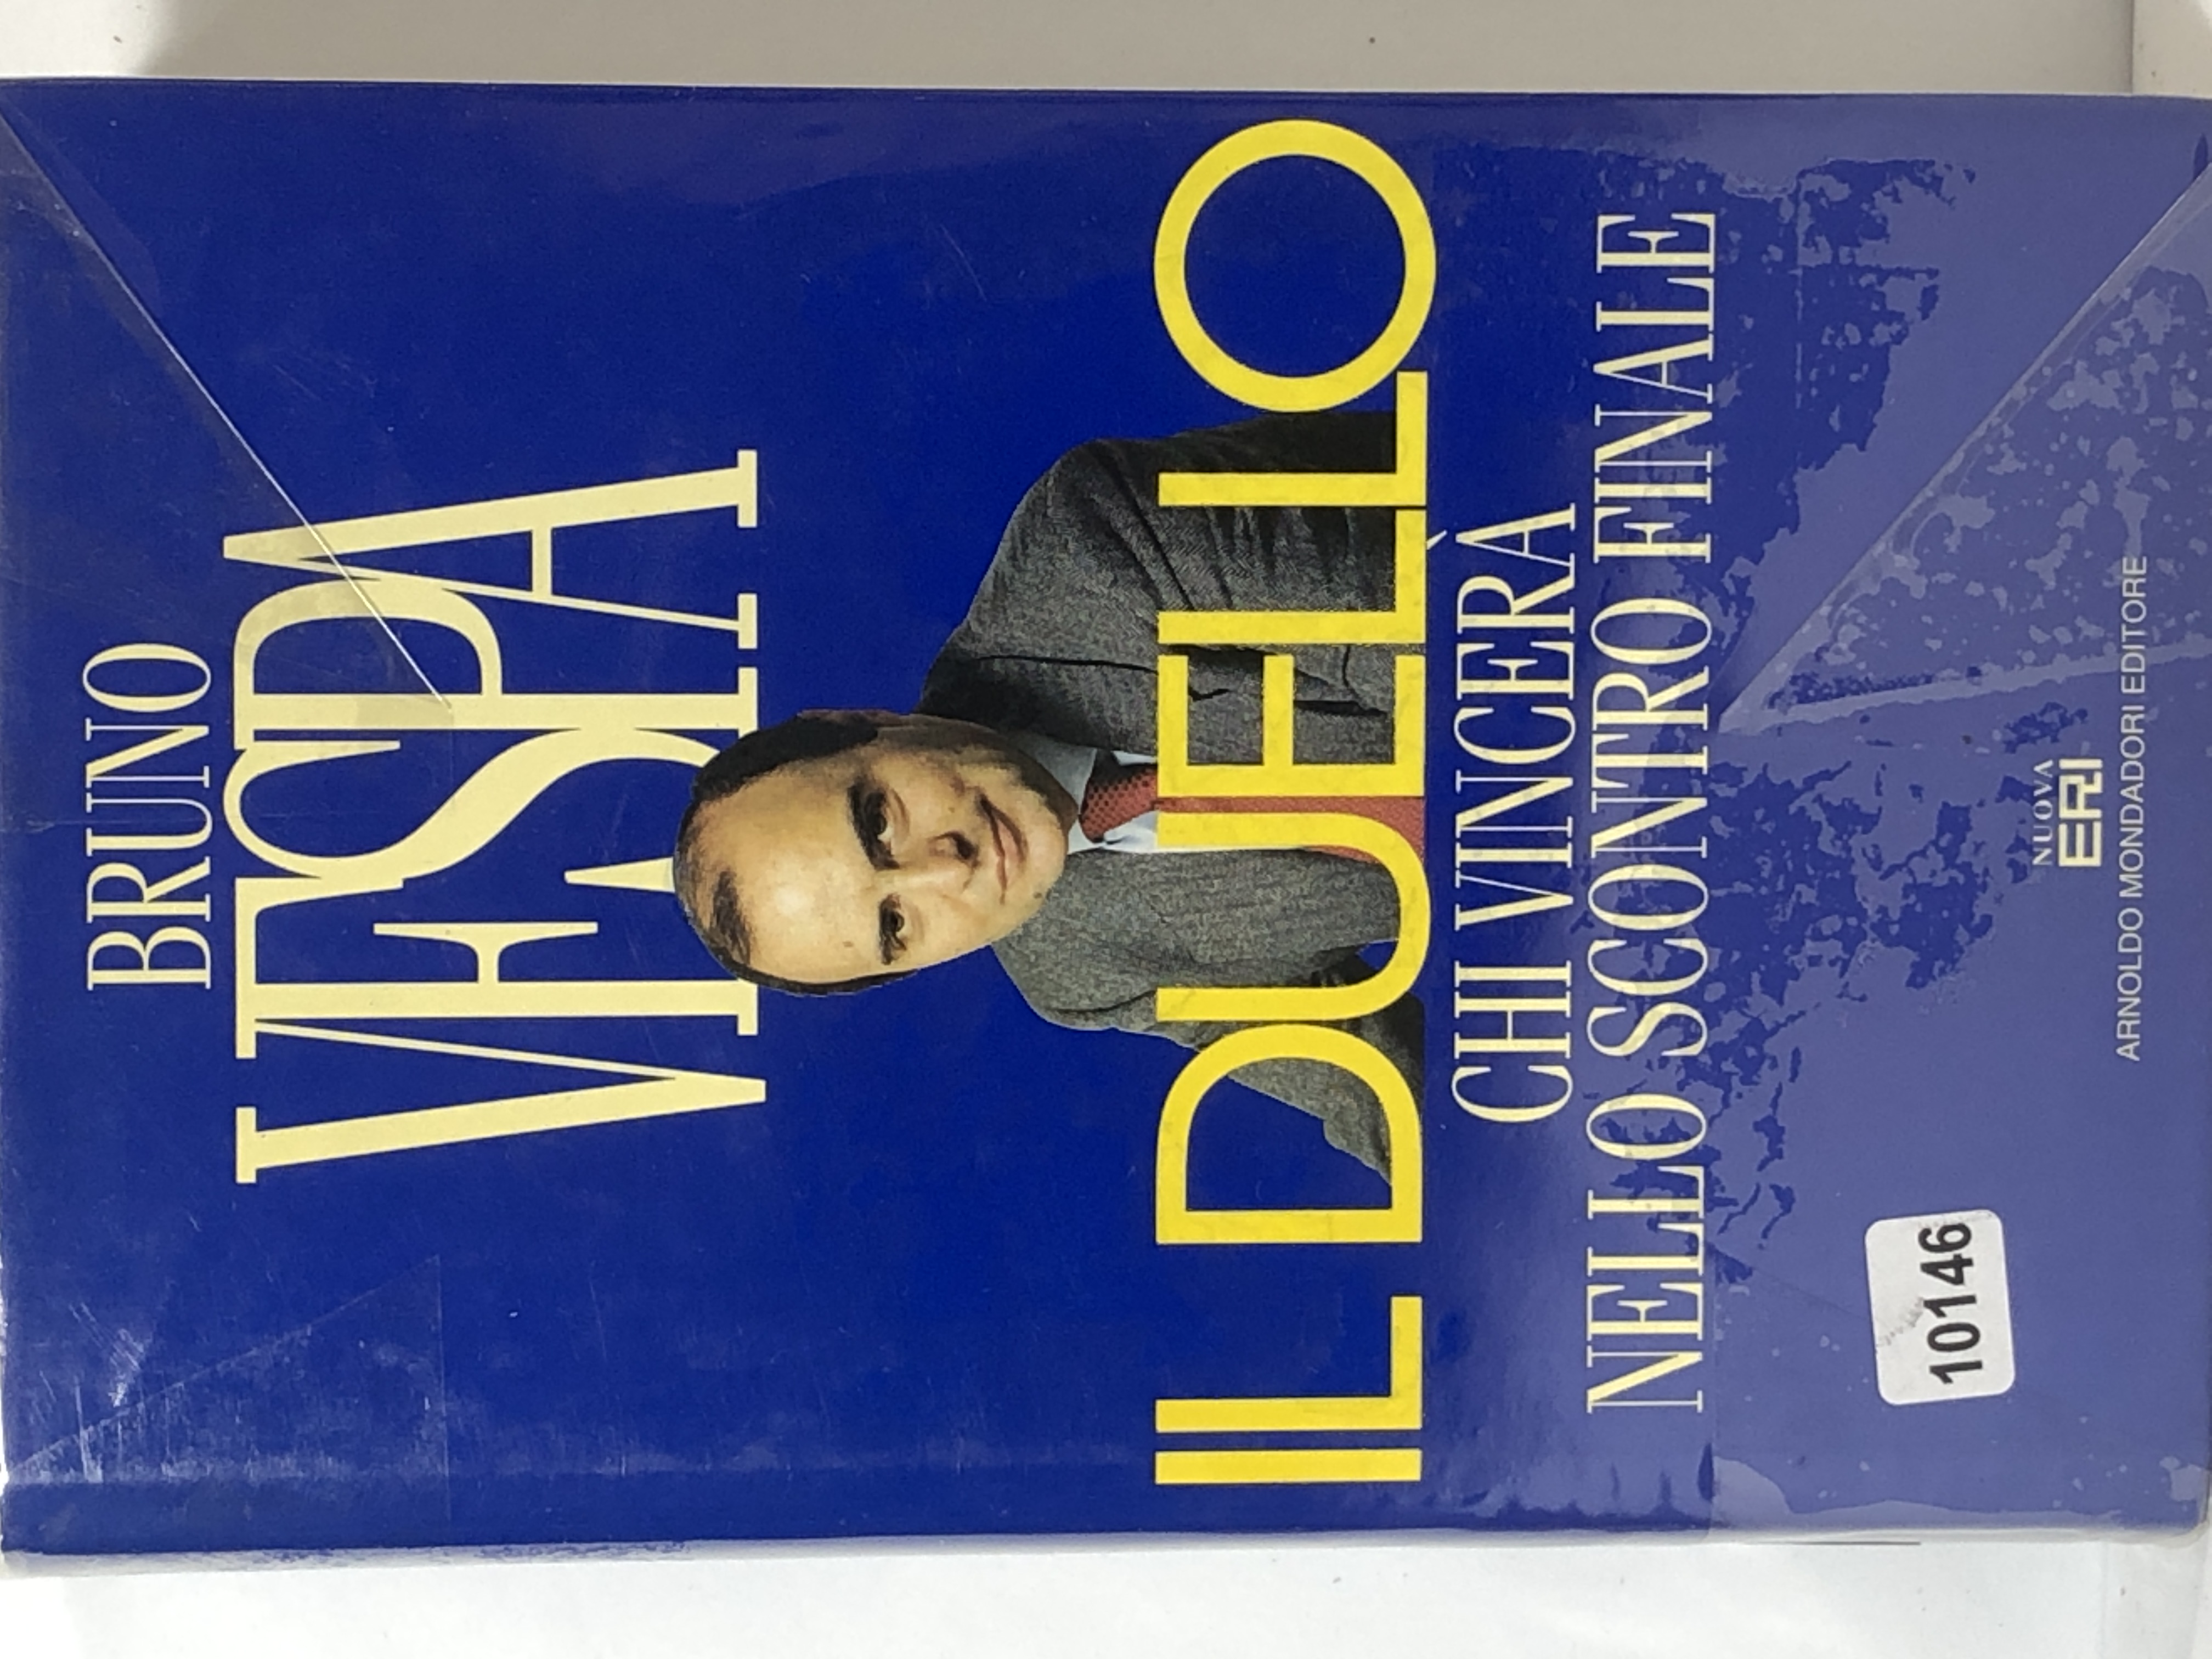 BRUNO
VESPA
IL DUELLO
CHI VINCERÀ
NELLO SCONTRO FINALE
10146
NUOVA
ERI
ARNOLDO MONDADORI EDITORE